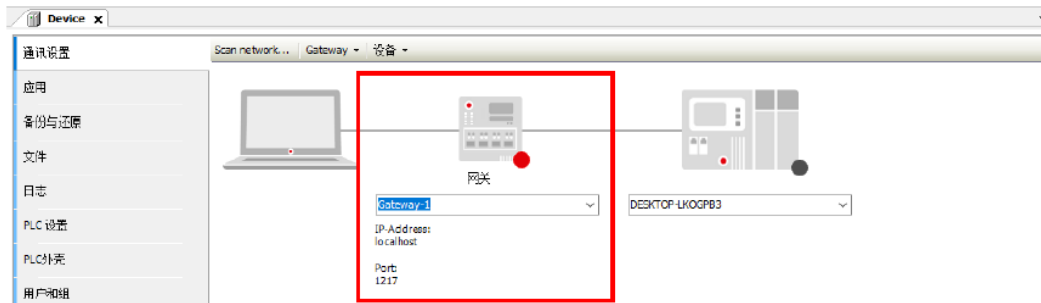 Device x
通讯设置
Scan network... Gateway 设备
应用
备份与还原
文件
日志
PLC 设置
PLC外壳
用户和组
网关
Gateway-1
IP-Address:
localhost
Port:
1217
DESKTOP-LKOGPB3